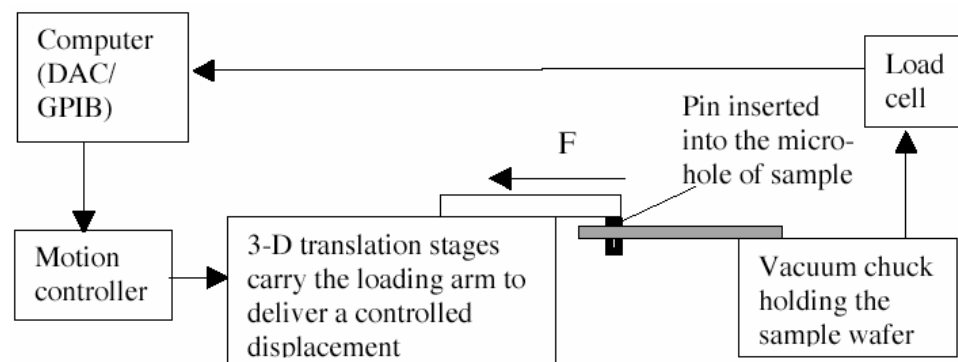 Computer
(DAC/
GPIB)
Load
cell
Pin inserted
into the micro-
hole of sample
F
Motion
controller
3-D translation stages
carry the loading arm to
deliver a controlled
displacement
Vacuum chuck
holding the
sample wafer